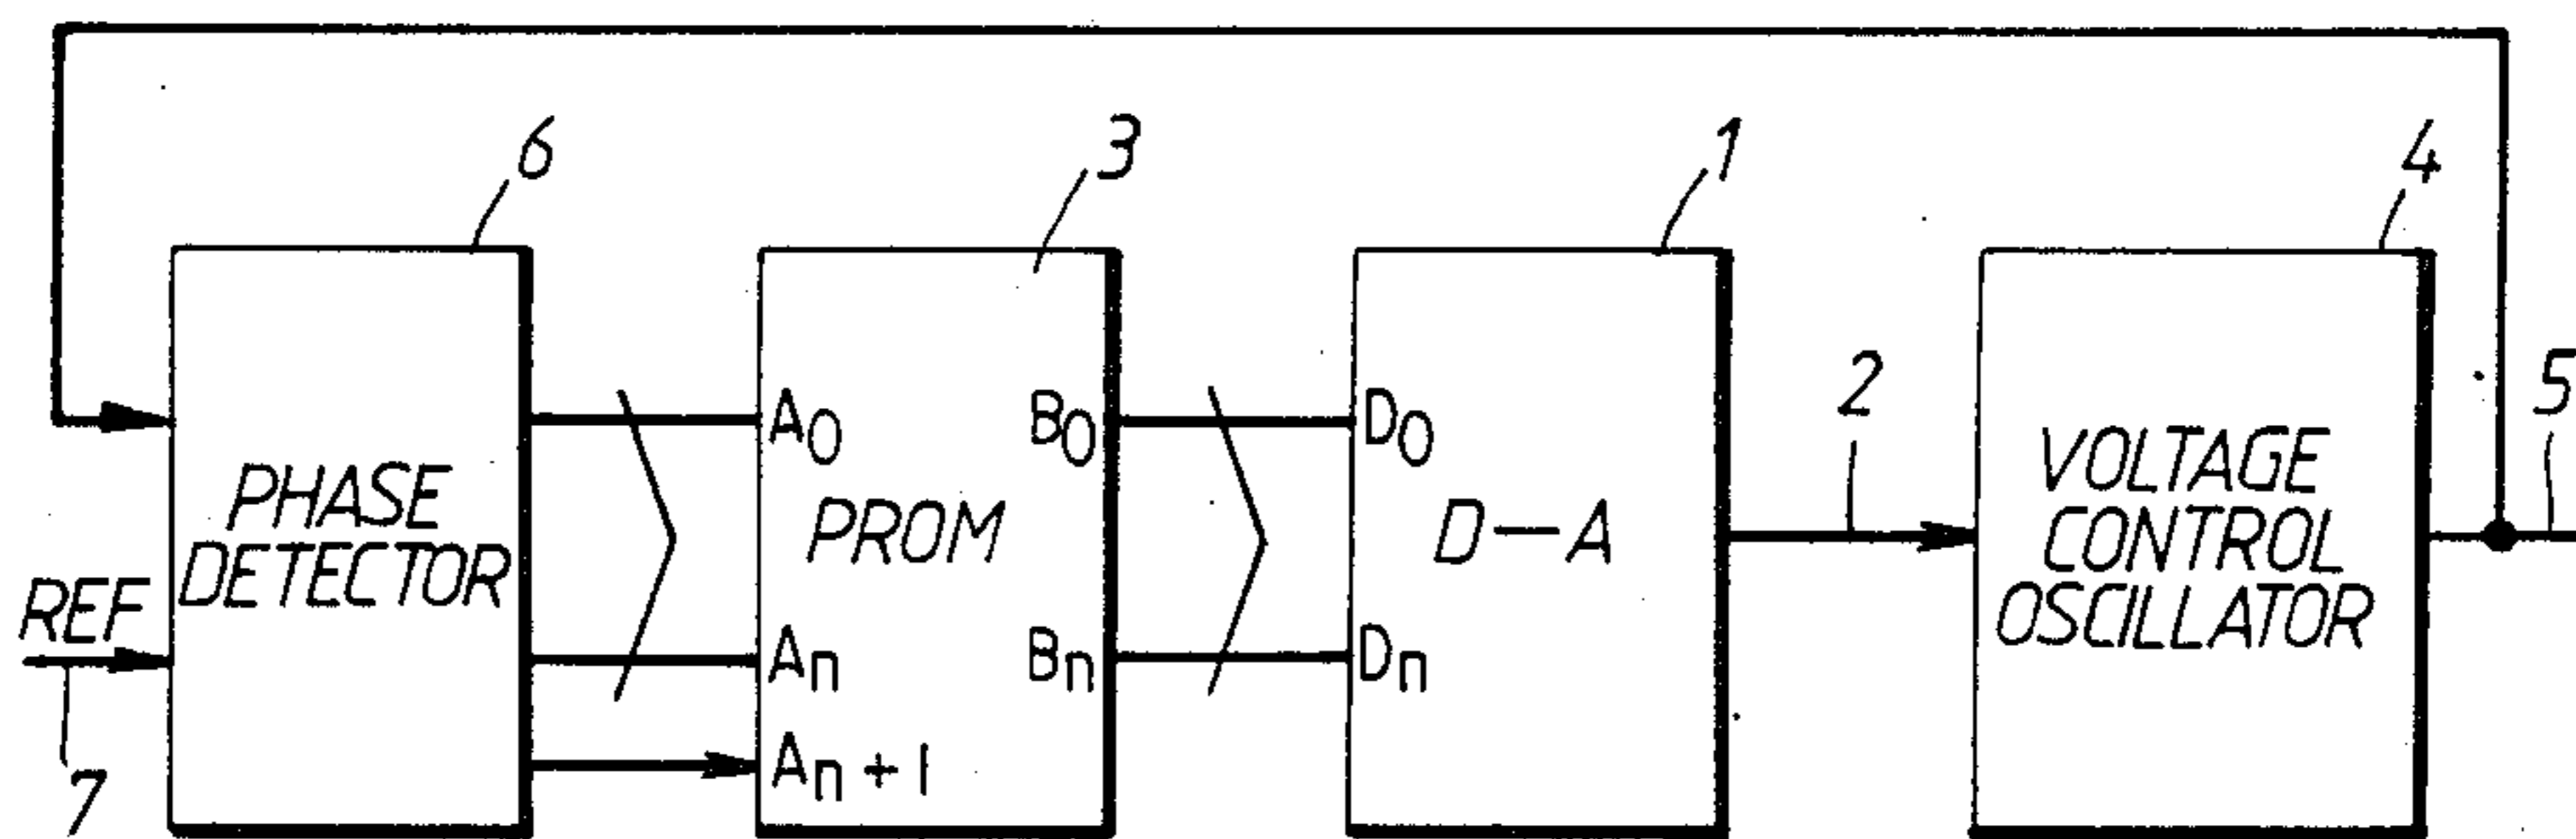 6
3
1
4
2
5
A0
B0
D0
PHASE
DETECTOR
PROM
D—A
VOLTAGE
CONTROL
OSCILLATOR
REF
An
Bn
Dn
An+1
7